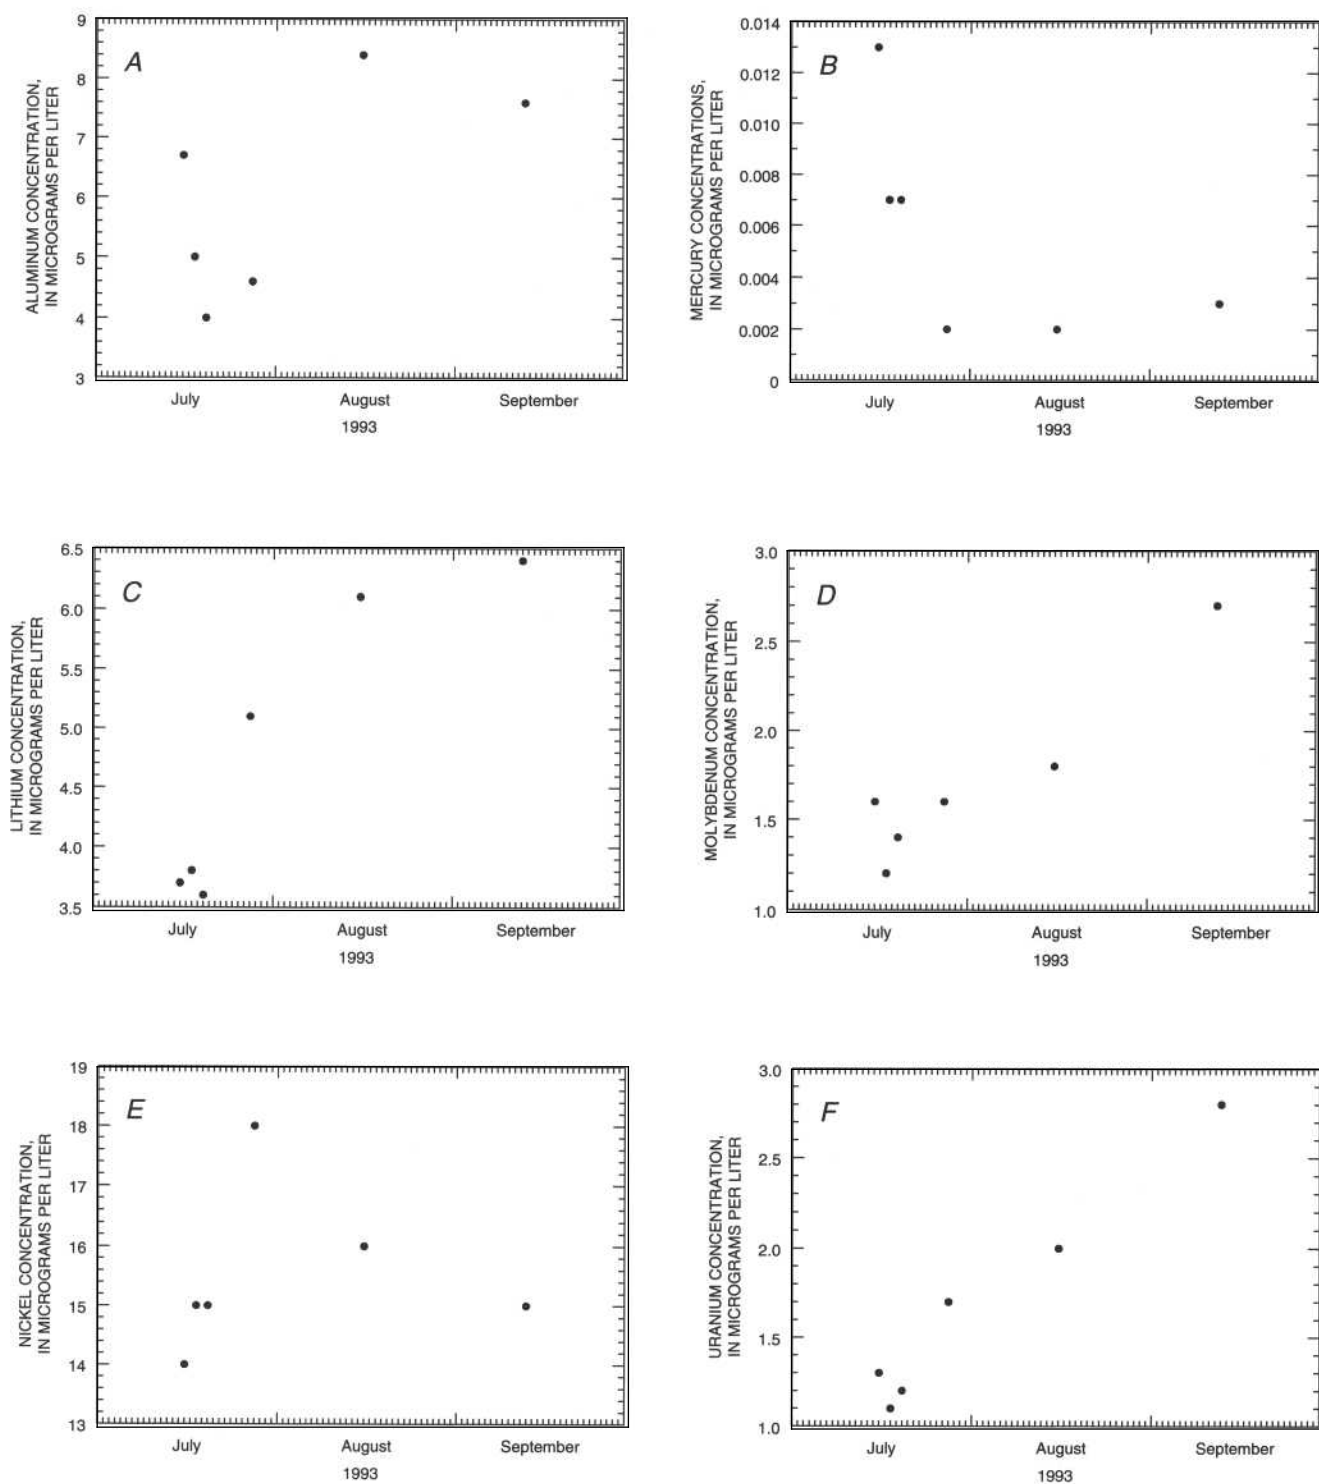 ALUMINUM CONCENTRATION,
IN MICROGRAMS PER LITER
9
8
7
6
5
4
3
A
July
August
September
1993
MERCURY CONCENTRATIONS,
IN MICROGRAMS PER LITER
0.014
0.012
0.010
0.008
0.006
0.004
0.002
0
B
July
August
September
1993
LITHIUM CONCENTRATION,
IN MICROGRAMS PER LITER
6.5
6.0
5.5
5.0
4.5
4.0
3.5
C
July
August
September
1993
MOLYBDENUM CONCENTRATION,
IN MICROGRAMS PER LITER
3.0
2.5
2.0
1.5
1.0
D
July
August
September
1993
NICKEL CONCENTRATION,
IN MICROGRAMS PER LITER
19
18
17
16
15
14
13
E
July
August
September
1993
URANIUM CONCENTRATION,
IN MICROGRAMS PER LITER
3.0
2.5
2.0
1.5
1.0
F
July
August
September
1993